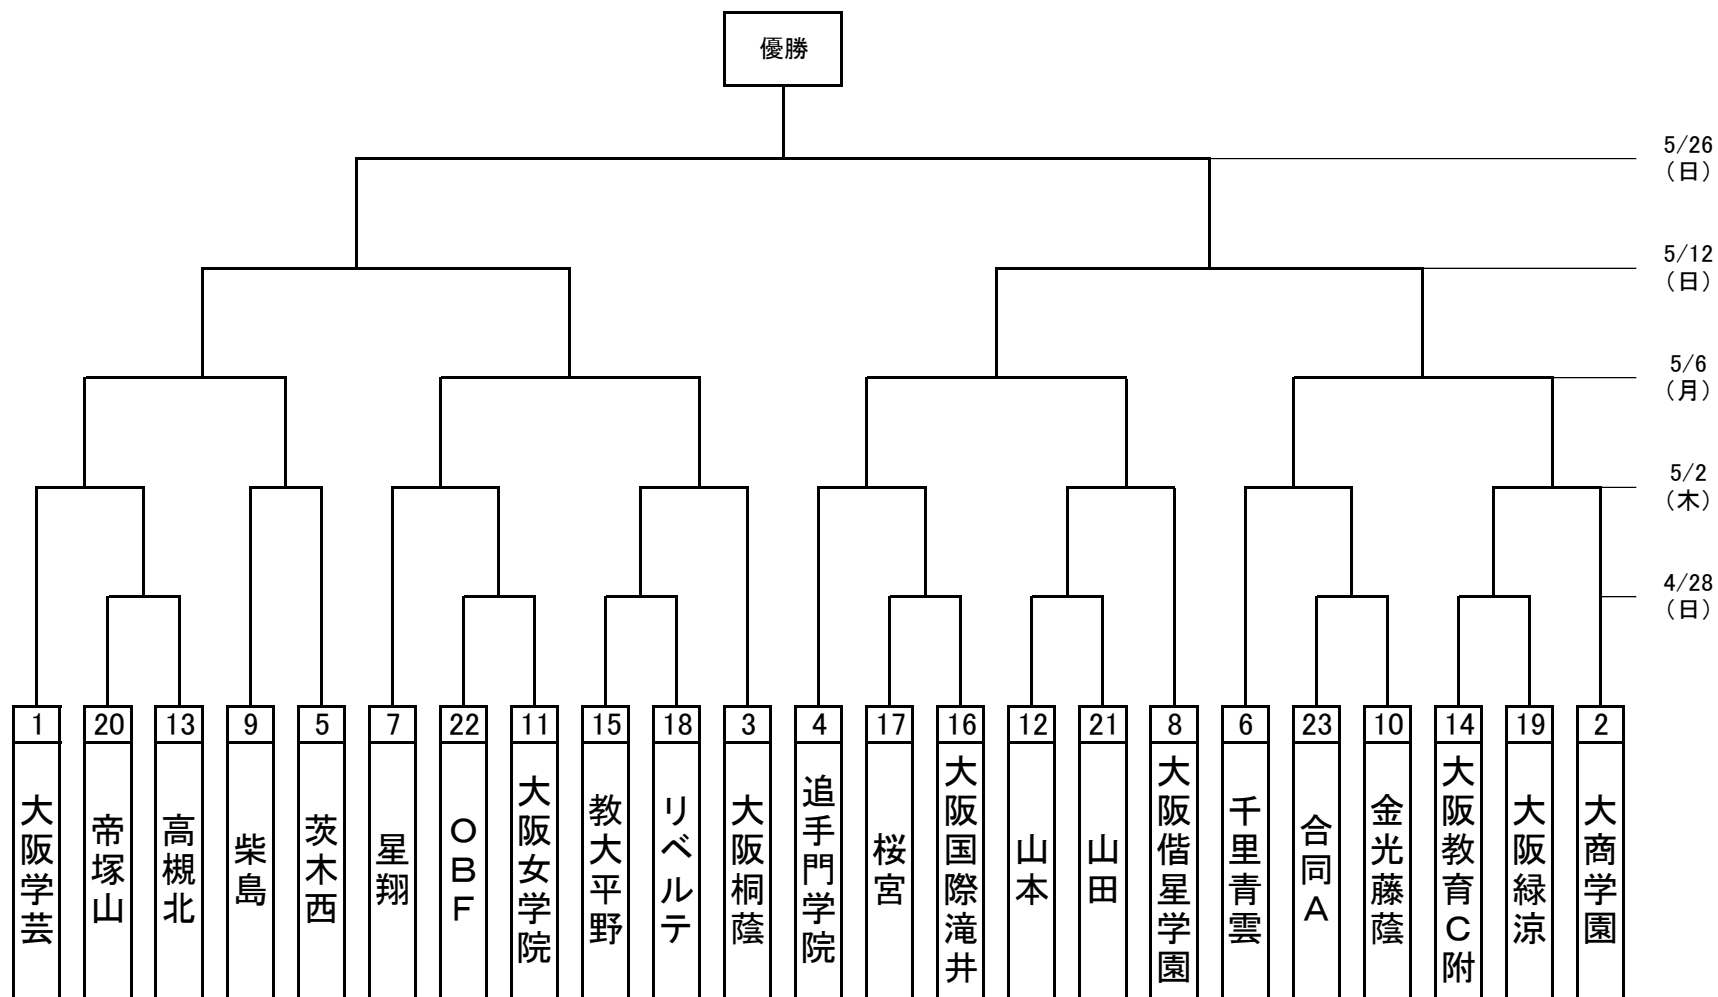 優勝
5/26
（日）
5/12
（日）
5/6
（月）
5/2
（木）
4/28
（日）
1
20
13
9
5
7
22
11
15
18
3
4
17
16
12
21
8
6
23
10
14
19
2
大阪学芸
帝塚山
高槻北
柴島
茨木西
星翔
ＯＢＦ
大阪女学院
教大平野
リベルテ
大阪桐蔭
追手門学院
桜宮
大阪国際滝井
山本
山田
大阪偕星学園
千里青雲
合同Ａ
金光藤蔭
大阪教育Ｃ附
大阪緑涼
大商学園